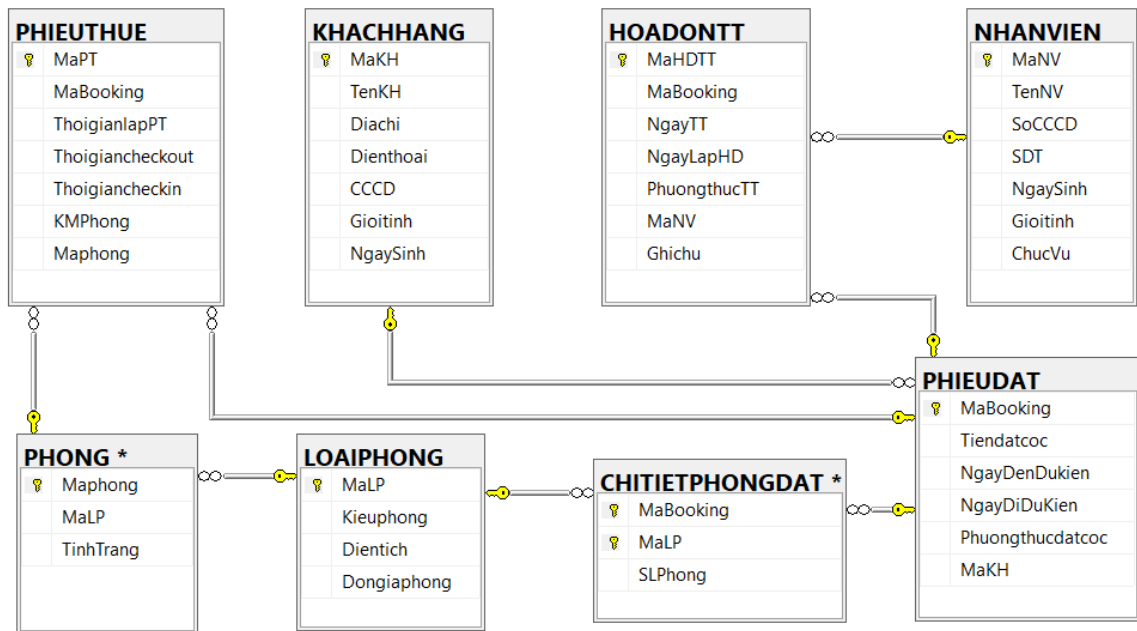 PHIEUTHUE
MaPT
MaBooking
ThoigianlapPT
Thoigiancheckout
Thoigiancheckin
KMPhong
Maphong
KHACHHANG
MaKH
TenKH
Diachi
Dienthoai
CCCD
Gioitinh
NgaySinh
HOADONTT
MaHDTT
MaBooking
NgayTT
NgayLapHD
PhuongthucTT
MaNV
Ghichu
NHANVIEN
MaNV
TenNV
SoCCCD
SDT
NgaySinh
Gioitinh
ChucVu
PHONG *
Maphong
MaLP
TinhTrang
LOAIPHONG
MaLP
Kieuphong
Dientich
Dongiaphong
CHITIETPHONGDAT *
MaBooking
MaLP
SLPhong
PHIEUDAT
MaBooking
Tiendatcoc
NgayDenDukien
NgayDiDuKien
Phuongthucdatcoc
MaKH